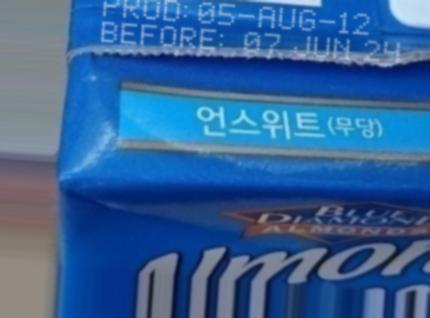 PROD: 05-AUG-12
BEFORE: 07 JUN 24
언스위트 (무당)
BLUE
DIAMOND
ALMONDS
Almon